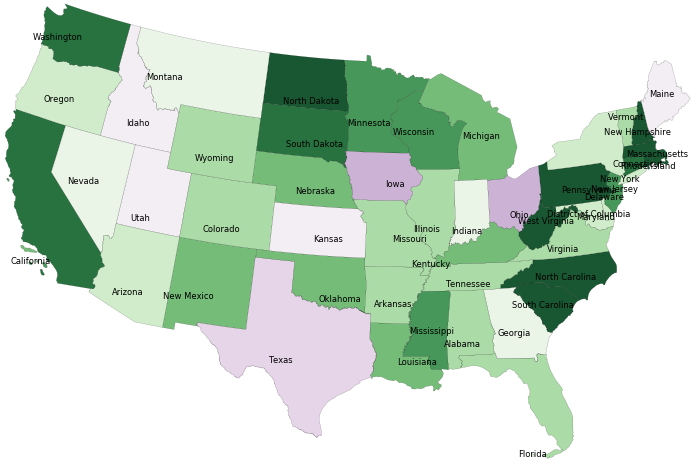 Washington
Montana
Maine
Oregon
North Dakota
Vermont
Idaho
Minnesota
Wisconsin
New Hampshire
Michigan
South Dakota
Massachusetts
Wyoming
Connecticut
Rhode Island
Nevada
Iowa
New York
Nebraska
Pennsylvania
New Jersey
Delaware
Utah
Ohio
District of Columbia
Maryland
West Virginia
Colorado
Illinois
Indiana
Kansas
Missouri
Virginia
California
Kentucky
North Carolina
Tennessee
Arizona
New Mexico
Oklahoma
Arkansas
South Carolina
Mississippi
Georgia
Alabama
Texas
Louisiana
Florida